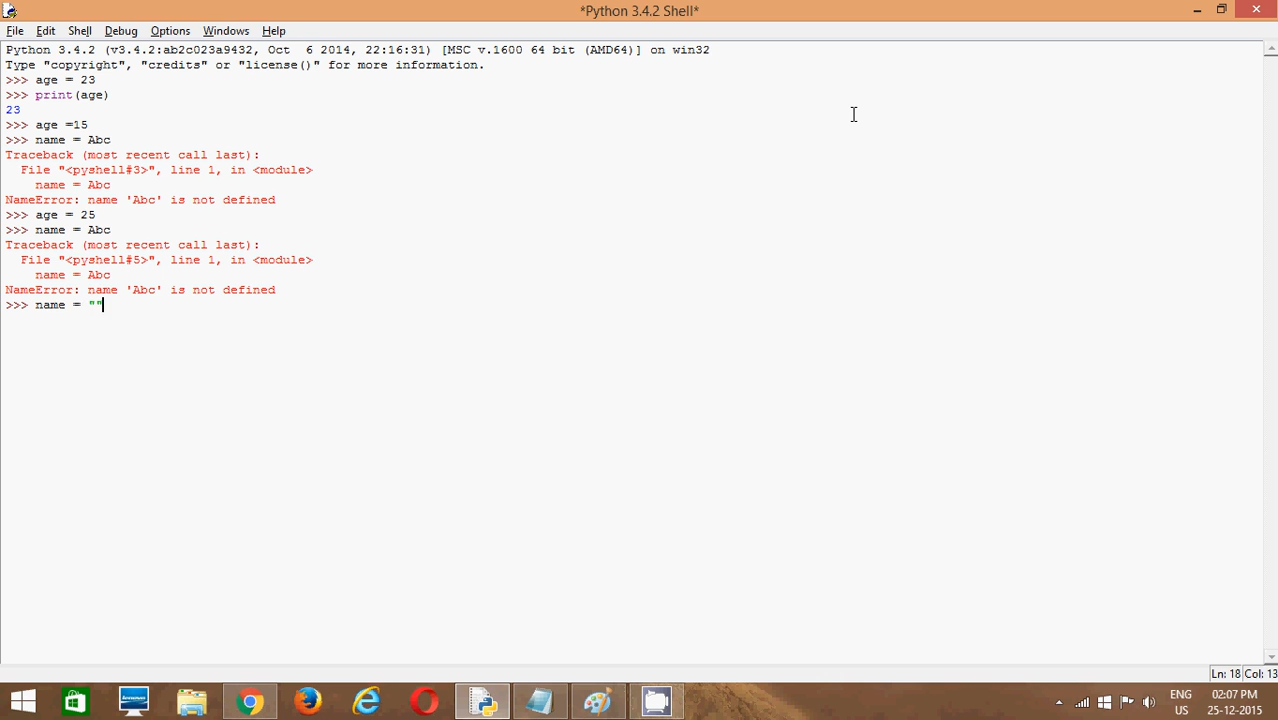 *Python 3.4.2 Shell*
File Edit Shell Debug Options Windows Help
Python 3.4.2 (v3.4.2:ab2c023a9432, Oct  6 2014, 22:16:31) [MSC v.1600 64 bit (AMD64)] on win32
Type "copyright", "credits" or "license()" for more information.
>>> age = 23
>>> print(age)
23
>>> age =15
>>> name = Abc
Traceback (most recent call last):
  File "<pyshell#3>", line 1, in <module>
    name = Abc
NameError: name 'Abc' is not defined
>>> age = 25
>>> name = Abc
Traceback (most recent call last):
  File "<pyshell#5>", line 1, in <module>
    name = Abc
NameError: name 'Abc' is not defined
>>> name = ""
Ln: 18 Col: 13
ENG 02:07 PM
US 25-12-2015